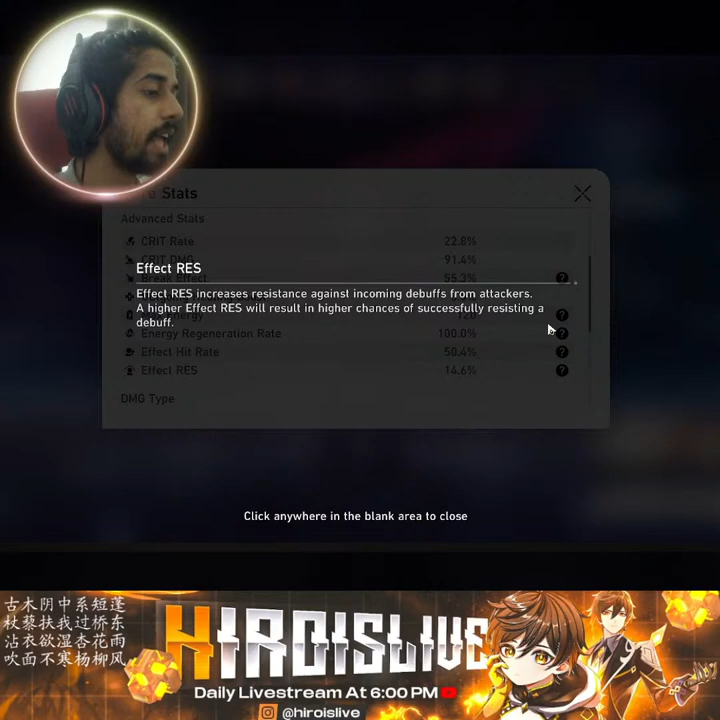 Stats
Advanced Stats
CRIT Rate 22.8%
CRIT DMG 91.4%
Break Effect 55.3% ?
Effect RES
Effect RES increases resistance against incoming debuffs from attackers.
A higher Effect RES will result in higher chances of successfully resisting a
debuff.
Energy Regeneration Rate 100.0% ?
Effect Hit Rate 50.4% ?
Effect RES 14.6% ?
DMG Type
Click anywhere in the blank area to close
古木阴中系短蓬
杖藜扶我过桥东
沾衣欲湿杏花雨
吹面不寒杨柳风
HIROISLIVE
Daily Livestream At 6:00 PM
@hiroislive